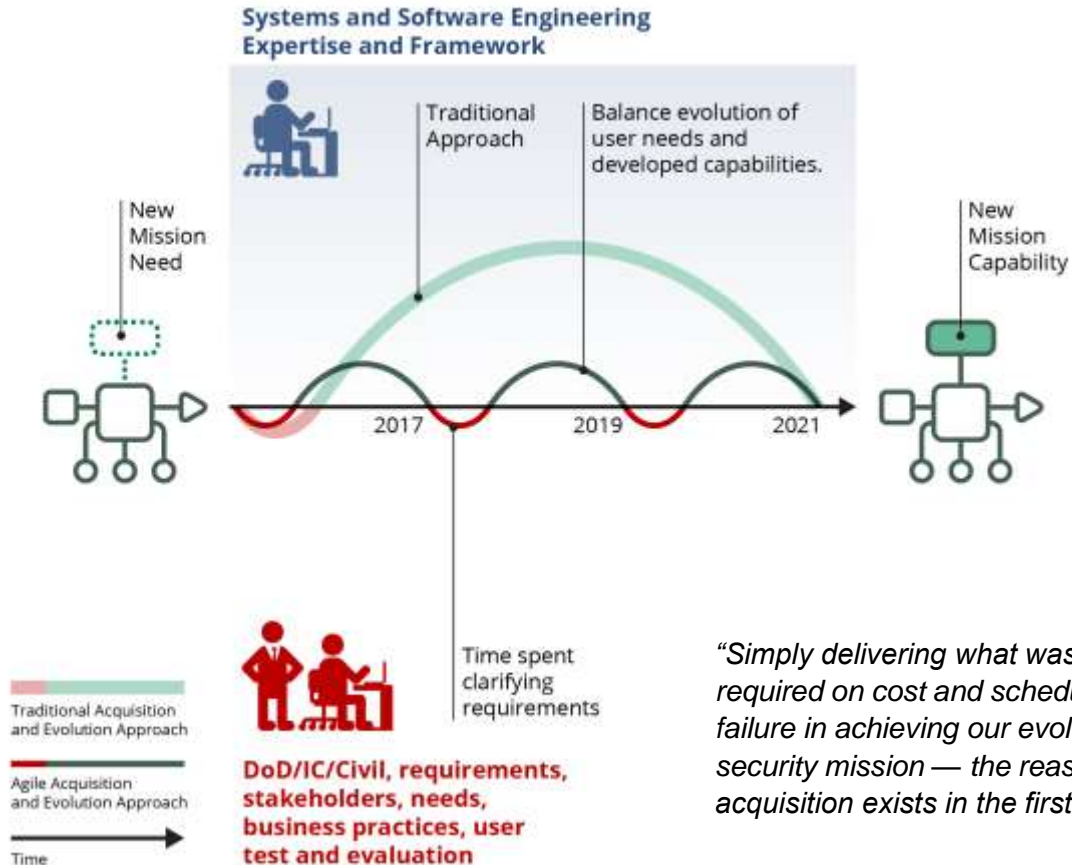 Systems and Software Engineering
Expertise and Framework
Traditional
Approach
Balance evolution of
user needs and
developed capabilities.
New
Mission
Need
New
Mission
Capability
2017
2019
2021
Time spent
clarifying
requirements
Traditional Acquisition
and Evolution Approach
Agile Acquisition
and Evolution Approach
Time
DoD/IC/Civil, requirements,
stakeholders, needs,
business practices, user
test and evaluation
“Simply delivering what was
required on cost and
failure in achieving our
security mission — the
acquisition exists in the first